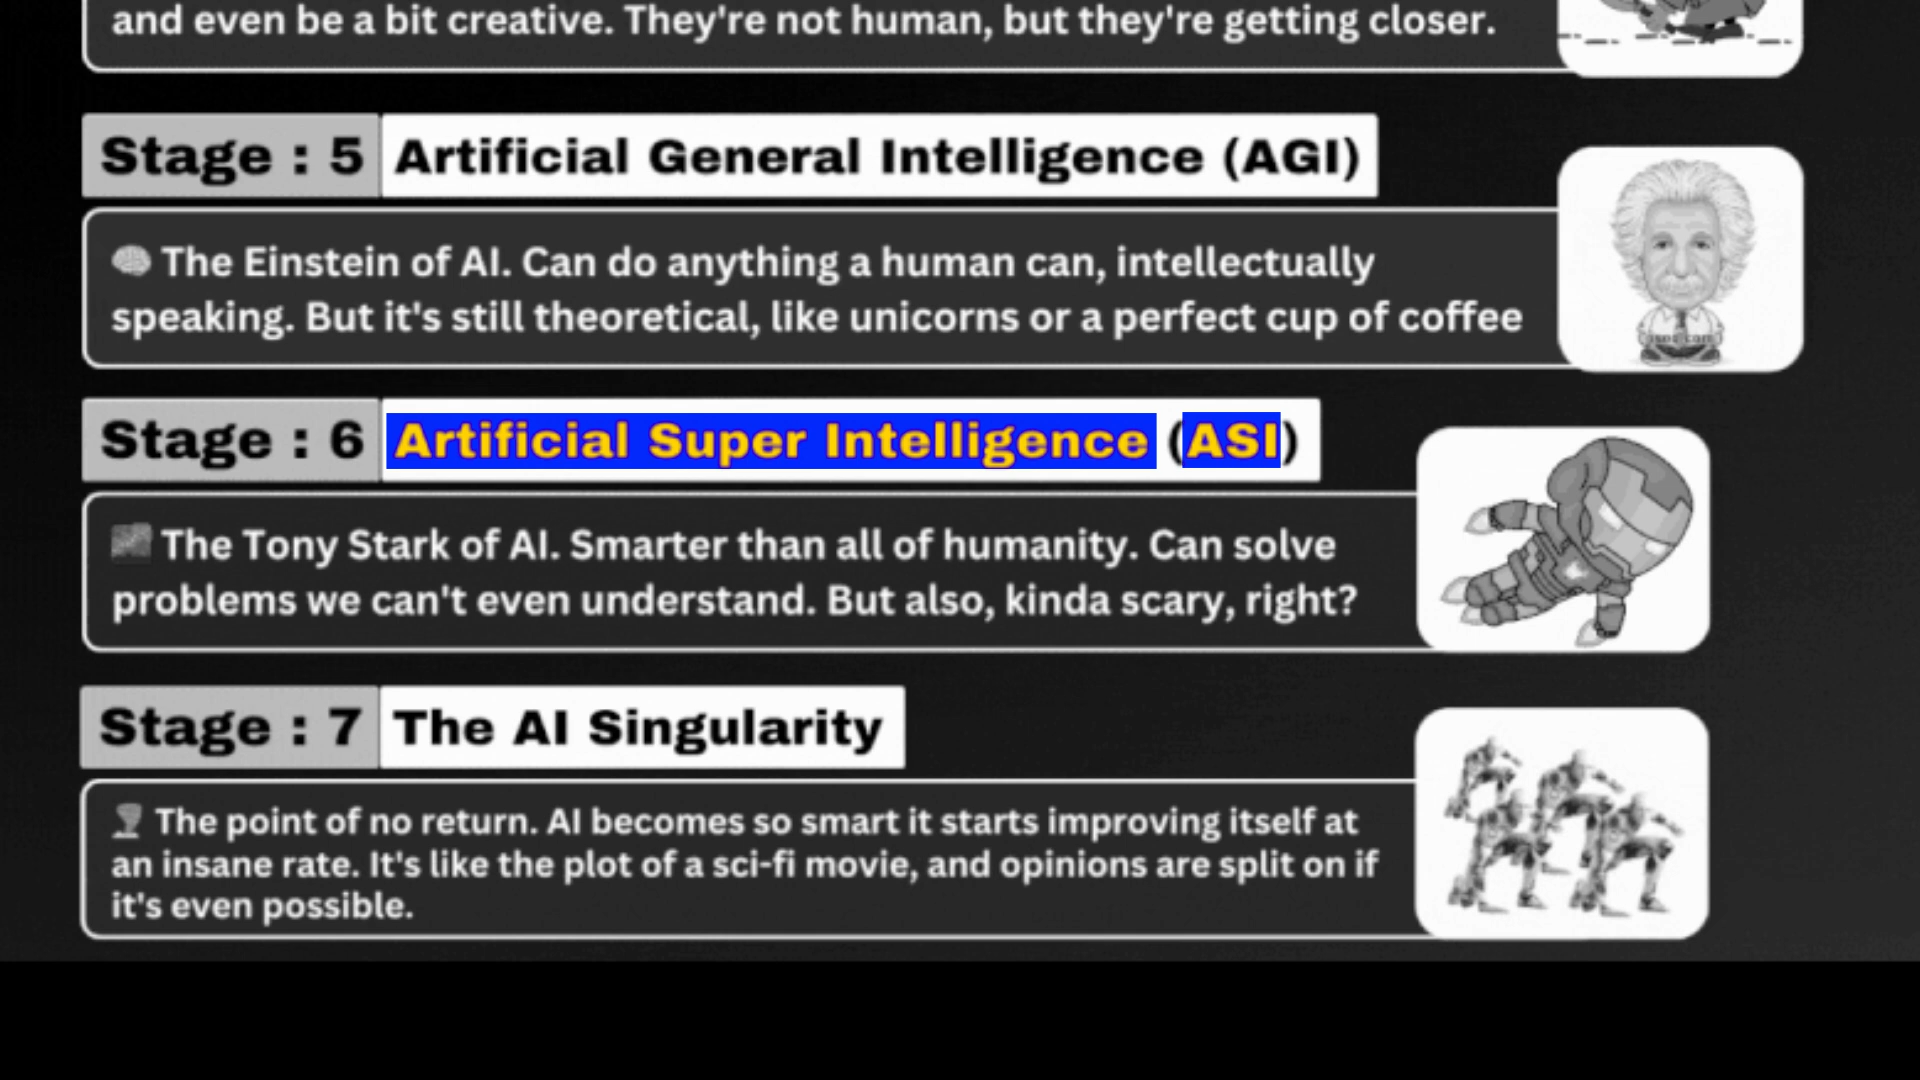 and even be a bit creative. They're not human, but they're getting closer.
Stage : 5 Artificial General Intelligence (AGI)
The Einstein of AI. Can do anything a human can, intellectually
speaking. But it's still theoretical, like unicorns or a perfect cup of coffee
Stage : 6 Artificial Super Intelligence (ASI)
The Tony Stark of AI. Smarter than all of humanity. Can solve
problems we can't even understand. But also, kinda scary, right?
Stage : 7 The AI Singularity
The point of no return. AI becomes so smart it starts improving itself at
an insane rate. It's like the plot of a sci-fi movie, and opinions are split on if
it's even possible.